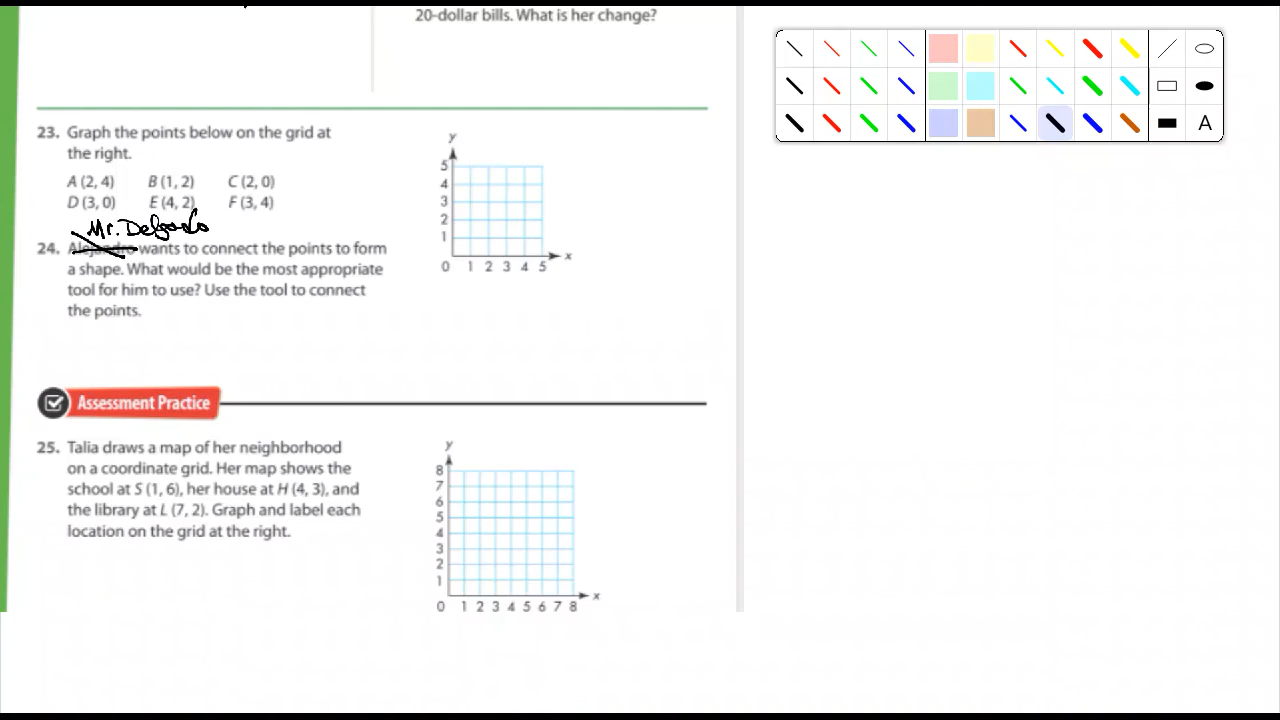 20-dollar bills. What is her change?
23. Graph the points below on the grid at
the right.
A (2, 4) B (1, 2) C (2, 0)
D (3, 0) E (4, 2) F (3, 4)
y
5
4
3
2
1
0 1 2 3 4 5 x
Mr. Delgado
24. Alejandro wants to connect the points to form
a shape. What would be the most appropriate
tool for him to use? Use the tool to connect
the points.
Assessment Practice
25. Talia draws a map of her neighborhood
on a coordinate grid. Her map shows the
school at S (1, 6), her house at H (4, 3), and
the library at L (7, 2). Graph and label each
location on the grid at the right.
y
8
7
6
5
4
3
2
1
0 1 2 3 4 5 6 7 8 x
A